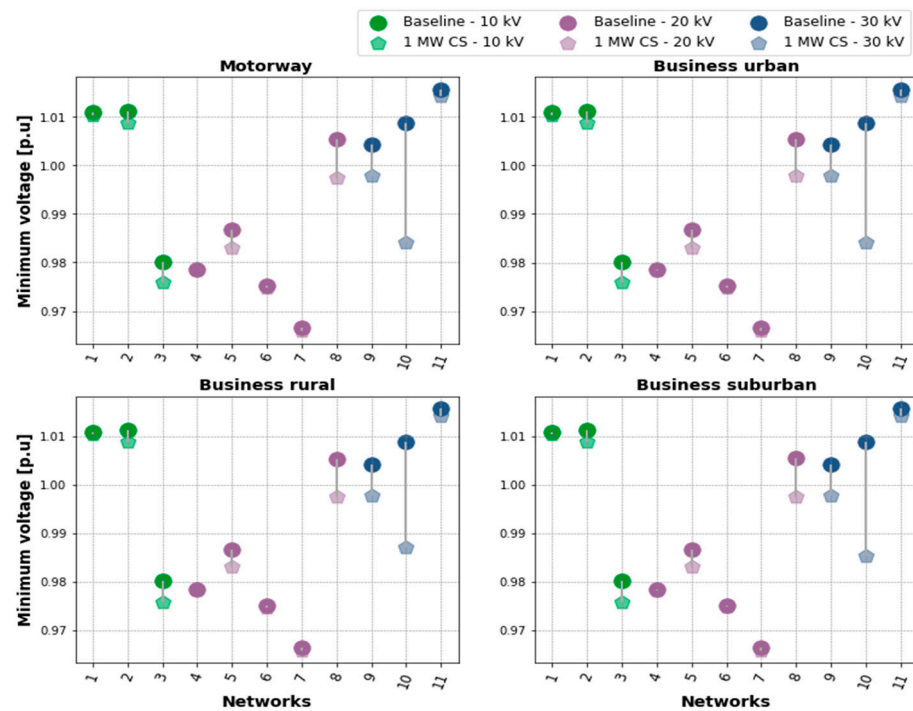 Baseline - 10 kV Baseline - 20 kV Baseline - 30 kV
1 MW CS - 10 kV 1 MW CS - 20 kV 1 MW CS - 30 kV
Motorway
Minimum voltage [p.u]
1.01
1.00
0.99
0.98
0.97
1 2 3 4 5 6 7 8 9 10 11
Business urban
1.01
1.00
0.99
0.98
0.97
1 2 3 4 5 6 7 8 9 10 11
Business rural
Minimum voltage [p.u]
1.01
1.00
0.99
0.98
0.97
1 2 3 4 5 6 7 8 9 10 11
Networks
Business suburban
1.01
1.00
0.99
0.98
0.97
1 2 3 4 5 6 7 8 9 10 11
Networks